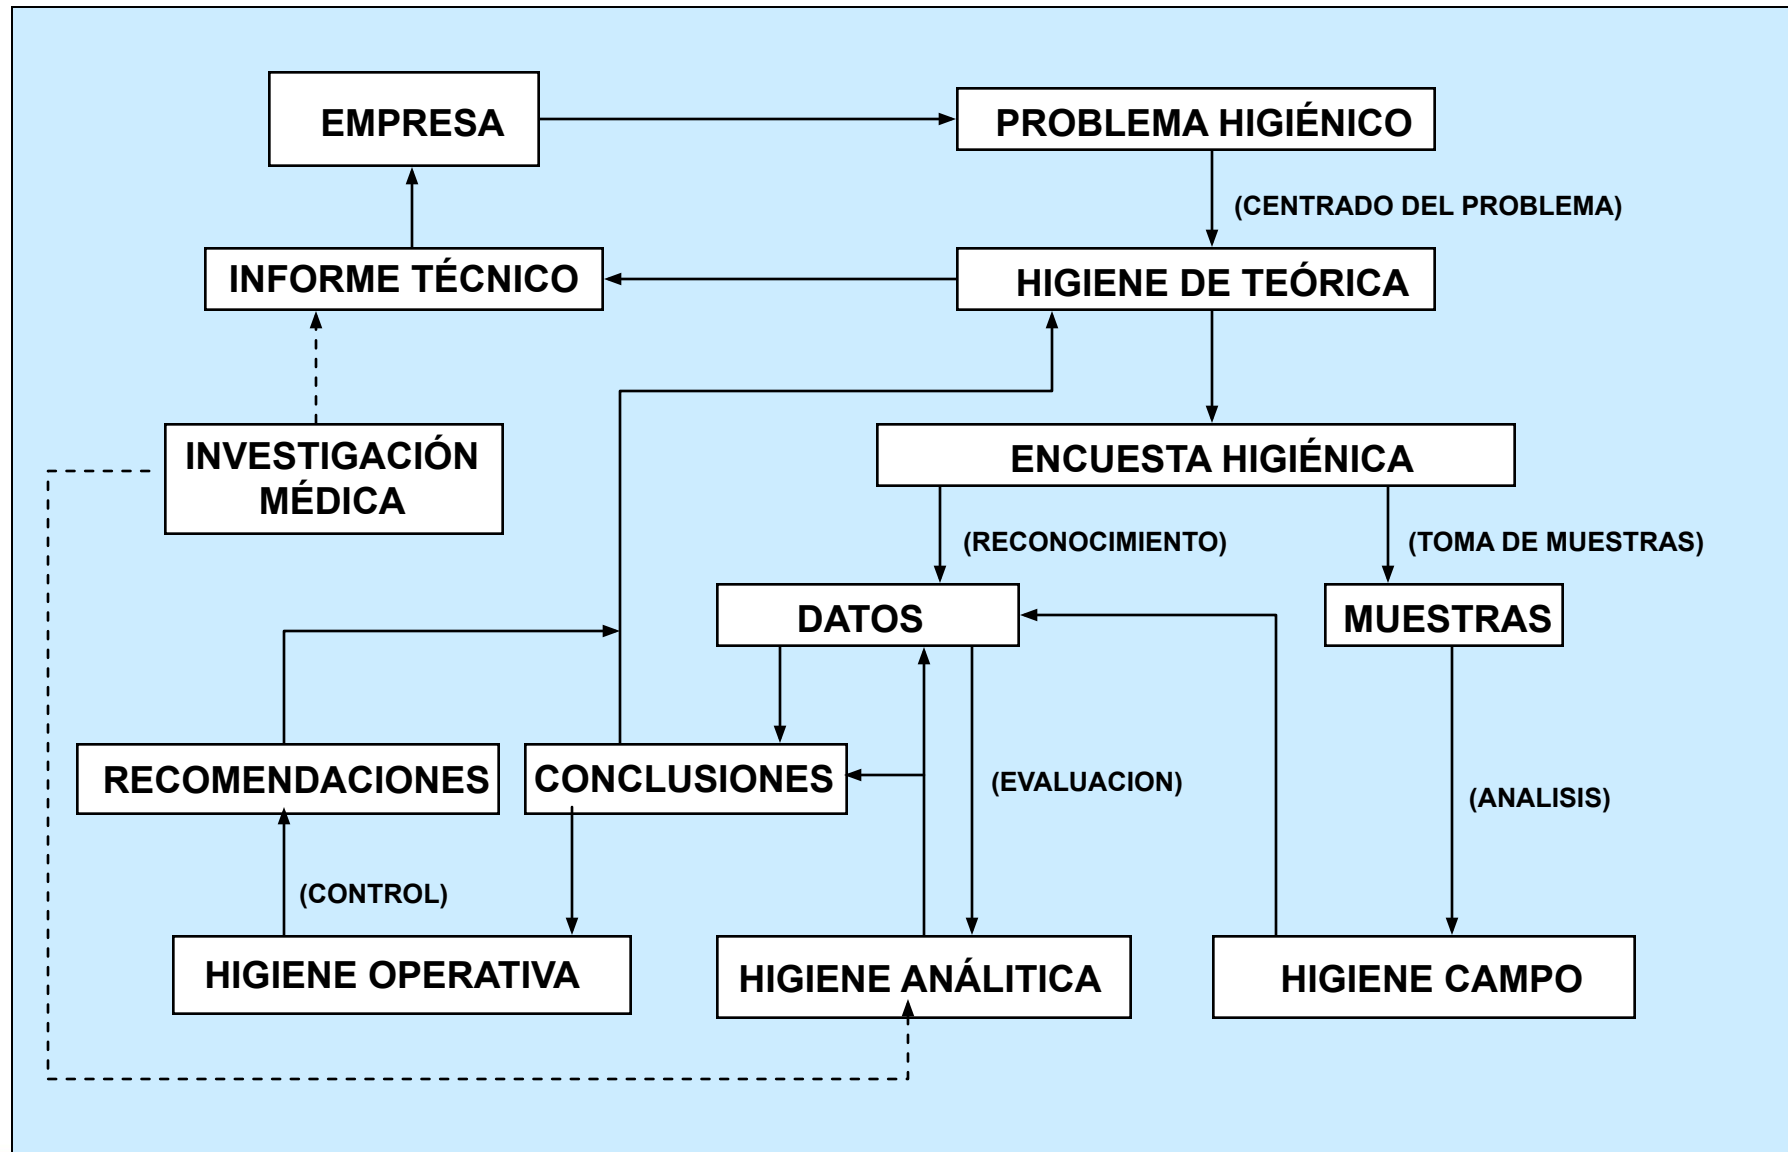 EMPRESA
PROBLEMA HIGIÉNICO
(CENTRADO DEL PROBLEMA)
INFORME TÉCNICO
HIGIENE DE TEÓRICA
INVESTIGACIÓN
MÉDICA
ENCUESTA HIGIÉNICA
(RECONOCIMIENTO)
(TOMA DE MUESTRAS)
DATOS
MUESTRAS
RECOMENDACIONES
CONCLUSIONES
(EVALUACION)
(ANALISIS)
(CONTROL)
HIGIENE OPERATIVA
HIGIENE ANÁLITICA
HIGIENE CAMPO